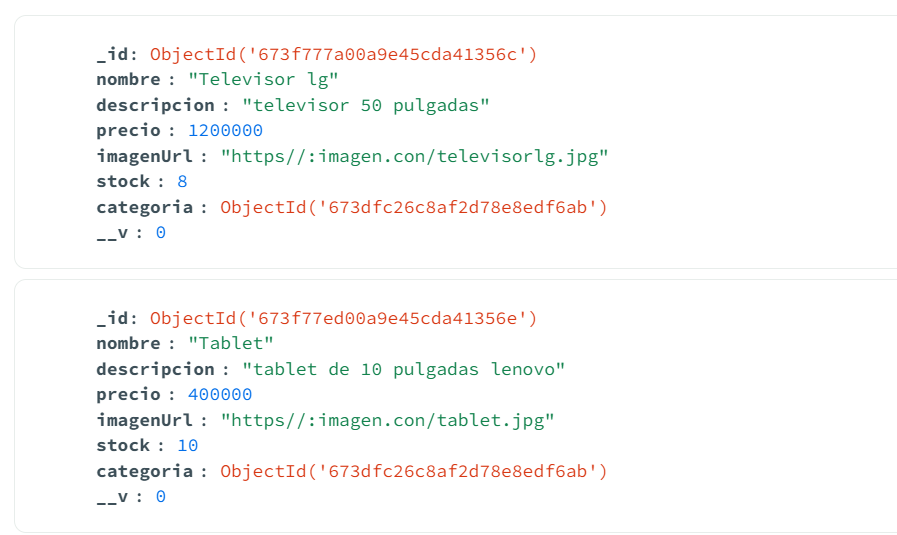 _id: ObjectId('673f777a00a9e45cda41356c')
nombre : "Televisor lg"
descripcion : "televisor 50 pulgadas"
precio : 1200000
imagenUrl : "https//:imagen.con/televisorlg.jpg"
stock : 8
categoria : ObjectId('673dfc26c8af2d78e8edf6ab')
__v : 0
_id: ObjectId('673f77ed00a9e45cda41356e')
nombre : "Tablet"
descripcion : "tablet de 10 pulgadas lenovo"
precio : 400000
imagenUrl : "https//:imagen.con/tablet.jpg"
stock : 10
categoria : ObjectId('673dfc26c8af2d78e8edf6ab')
__v : 0